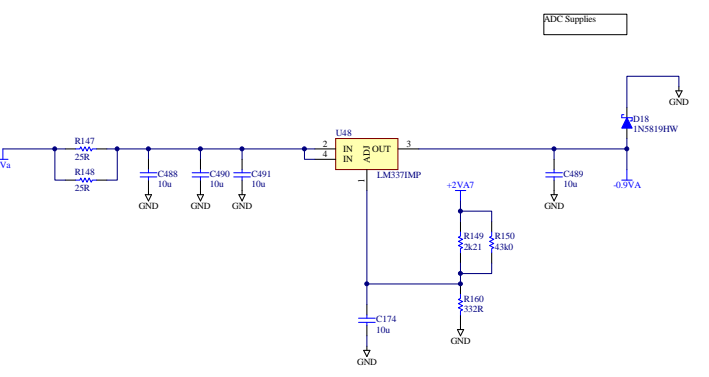 ADC Supplies
GND
D18
1N5819HW
U48
R147
25R
R148
25R
Va
2
4
IN
IN
ADJ
OUT
3
1
LM337IMP
C488
10u
GND
C490
10u
GND
C491
10u
GND
C489
10u
GND
-0.9VA
+2VA7
R149
2k21
R150
43k0
R160
332R
GND
C174
10u
GND